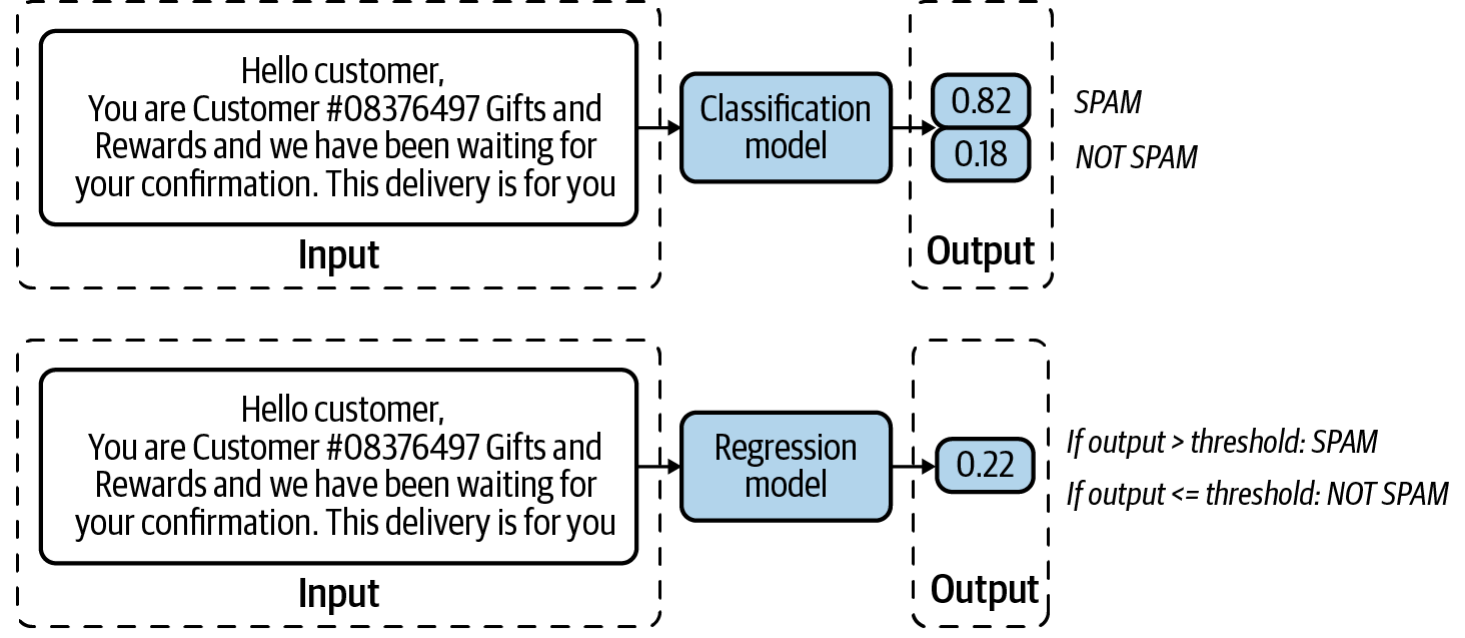 Hello customer,
You are Customer #08376497 Gifts and
Rewards and we have been waiting for
your confirmation. This delivery is for you
Input
Classification
model
0.82
0.18
SPAM
NOT SPAM
Output
Hello customer,
You are Customer #08376497 Gifts and
Rewards and we have been waiting for
your confirmation. This delivery is for you
Input
Regression
model
0.22
If output > threshold: SPAM
If output <= threshold: NOT SPAM
Output